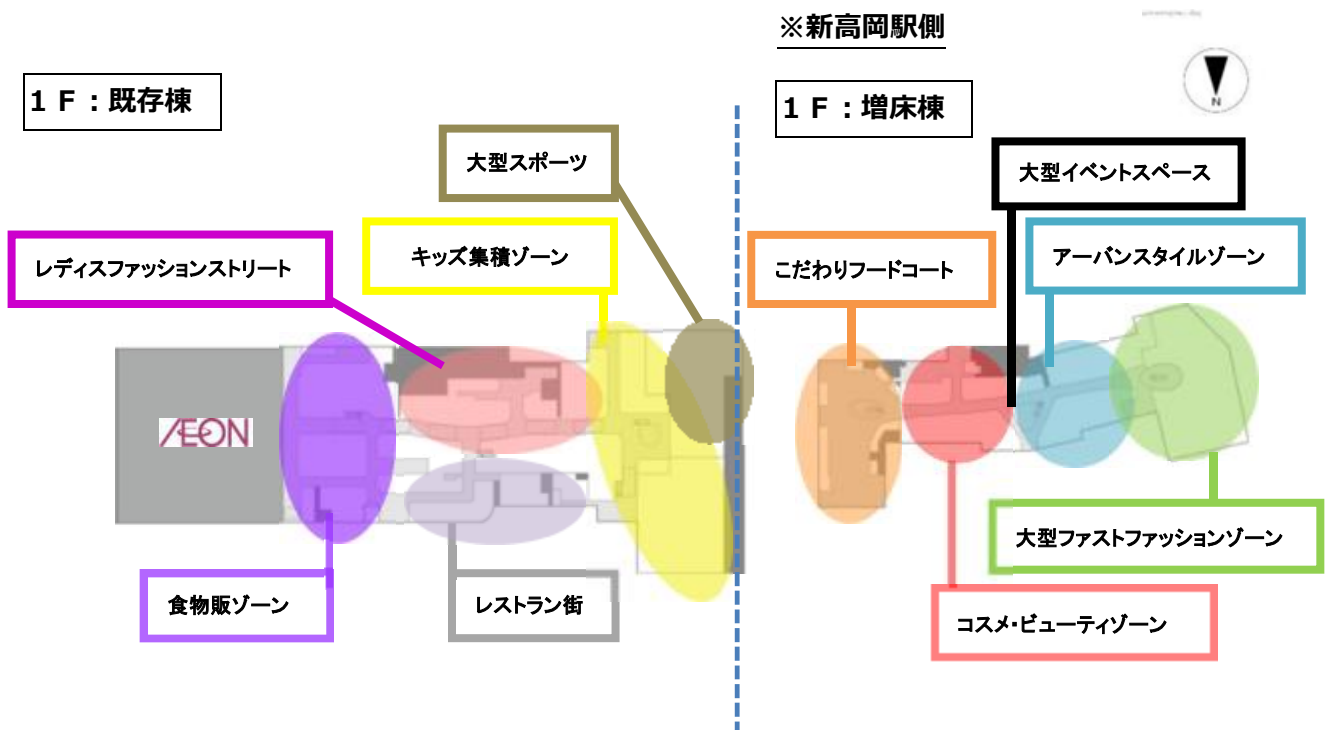 ※新高岡駅側
1F：既存棟
1F：増床棟
N
大型スポーツ
大型イベントスペース
レディスファッションストリート
キッズ集積ゾーン
こだわりフードコート
アーバンスタイルゾーン
ÆON
大型ファストファッションゾーン
食物販ゾーン
レストラン街
コスメ・ビューティゾーン